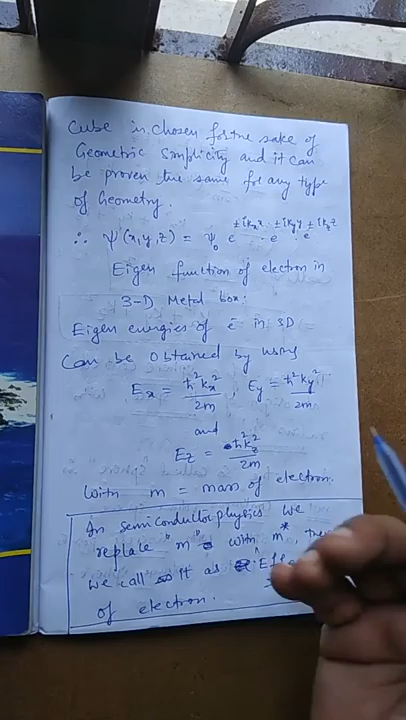 Cube is chosen for the sake of
Geometric simplicity and it can
be proven the same for any type
of Geometry.
∴ ψ(x,y,z) = ψ₀ e^{±ikₓx} · e^{±ik_y y} · e^{±ik_z z}
Eigen function of electron in
3-D Metal box.
Eigen energies of e⁻ in 3D
Can be obtained by using
Eₓ = ħ²kₓ²/2m, E_y = ħ²k_y²/2m
and
E_z = ħ²k_z²/2m
with m = mass of electron.
In semiconductor physics we
replace "m" with m*,
we call it as
of electron.